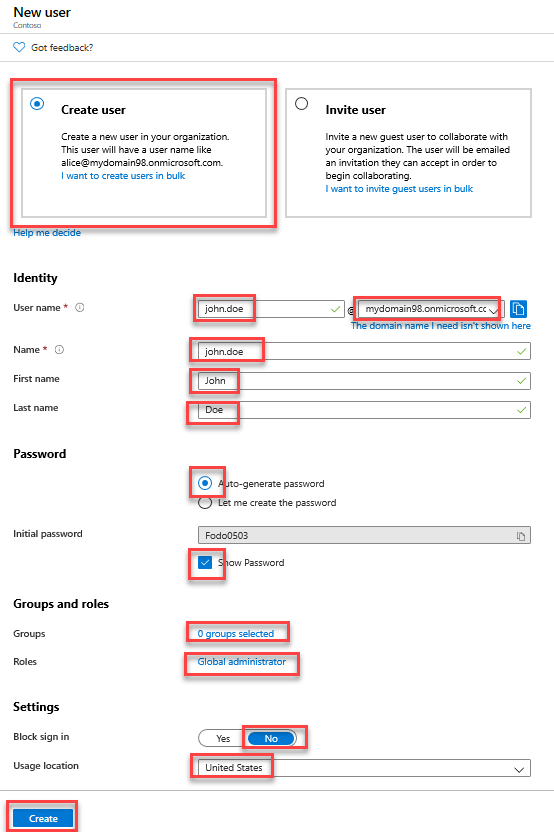 New user
Contoso
Got feedback?
Create user
Create a new user in your organization.
This user will have a user name like
alice@mydomain98.onmicrosoft.com.
I want to create users in bulk
Invite user
Invite a new guest user to collaborate with
your organization. The user will be emailed
an invitation they can accept in order to
begin collaborating.
I want to invite guest users in bulk
Help me decide
Identity
User name * john.doe @ mydomain98.onmicrosoft.cc
The domain name I need isn't shown here
Name * john.doe
First name John
Last name Doe
Password
Auto-generate password
Let me create the password
Initial password Fodo0503
Show Password
Groups and roles
Groups 0 groups selected
Roles Global administrator
Settings
Block sign in Yes No
Usage location United States
Create